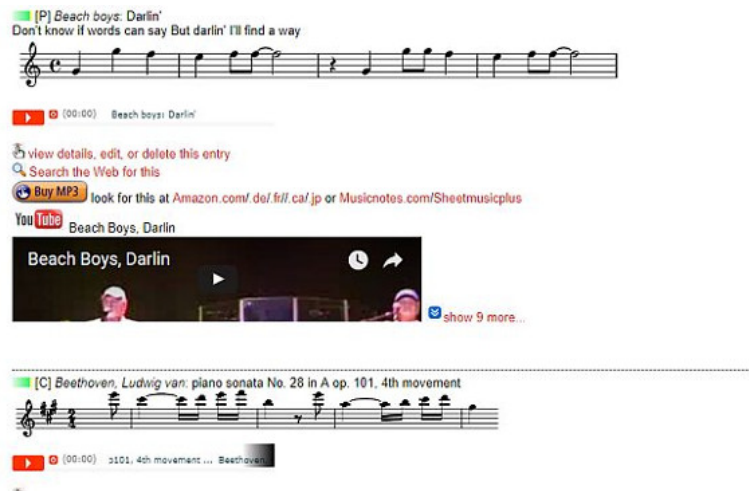 [P] Beach boys: Darlin'
Don't know if words can say But darlin' I'll find a way
(00:00) Beach boys: Darlin'
view details, edit, or delete this entry
Search the Web for this
Buy MP3 look for this at Amazon.com/.de/.fr//.ca/.jp or Musicnotes.com/Sheetmusicplus
YouTube Beach Boys, Darlin
Beach Boys, Darlin
show 9 more...
[C] Beethoven, Ludwig van: piano sonata No. 28 in A op. 101, 4th movement
2
4
(00:00) p101, 4th movement ... Beethoven,